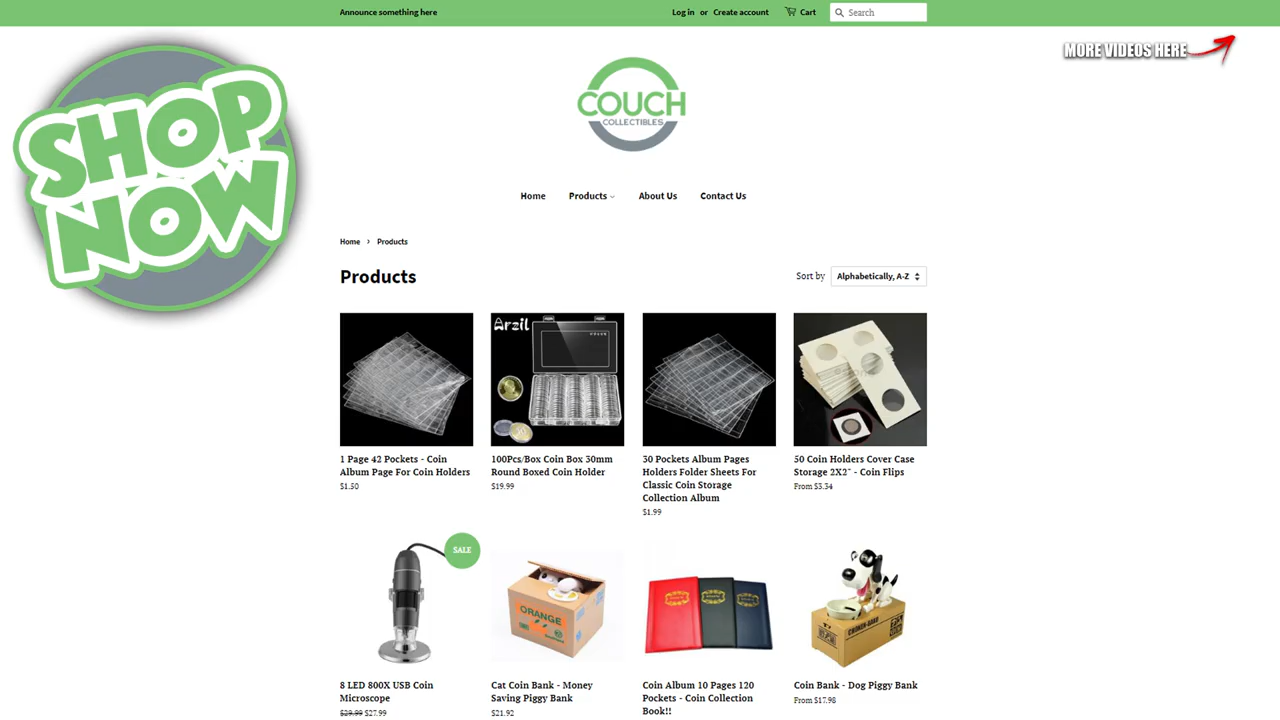 Announce something here
Log in or Create account
Cart
Search
SHOP
NOW
MORE VIDEOS HERE
COUCH
COLLECTIBLES
Home
Products
About Us
Contact Us
Home › Products
Products
Sort by
Alphabetically, A-Z
Arzil
1 Page 42 Pockets - Coin
Album Page For Coin Holders
$1.50
100Pcs/Box Coin Box 30mm
Round Boxed Coin Holder
$19.99
30 Pockets Album Pages
Holders Folder Sheets For
Classic Coin Storage
Collection Album
$1.99
50 Coin Holders Cover Case
Storage 2X2" - Coin Flips
From $3.34
SALE
ORANGE
8 LED 800X USB Coin
Microscope
$29.99 $27.99
Cat Coin Bank - Money
Saving Piggy Bank
$21.92
Coin Album 10 Pages 120
Pockets - Coin Collection
Book!!
Coin Bank - Dog Piggy Bank
From $17.98